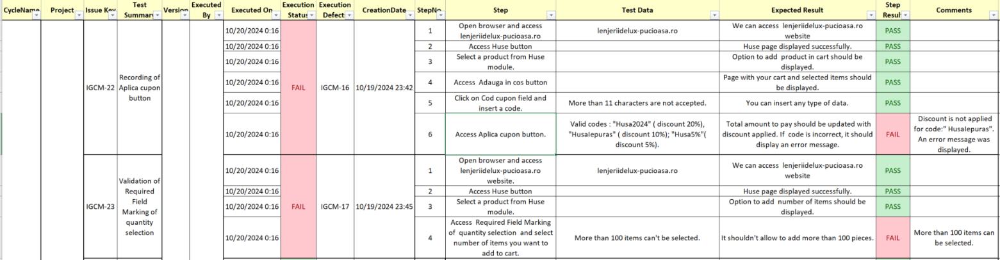 CycleName Project Issue Key Test Summary Version Executed By Executed On Execution Status Execution Defects CreationDate StepNo Step Test Data Expected Result Step Result Comments
IGCM-22
Recording of
Aplica cupon
button
FAIL
IGCM-16
10/19/2024 23:42
10/20/2024 0:16
1
Open browser and access
lenjeriidelux-pucioasa.ro
lenjeriidelux-pucioasa.ro
We can access lenjeriidelux-pucioasa.ro
website
PASS
10/20/2024 0:16
2
Access Huse button
Huse page displayed successfully.
PASS
10/20/2024 0:16
3
Select a product from Huse
module.
Option to add product in cart should be
displayed.
PASS
10/20/2024 0:16
4
Access Adauga in cos button
Page with your cart and selected items should
be displayed.
PASS
10/20/2024 0:16
5
Click on Cod cupon field and
insert a code.
More than 11 characters are not accepted.
You can insert any type of data.
PASS
10/20/2024 0:16
6
Access Aplica cupon button.
Valid codes : "Husa2024" ( discount 20%),
"Husalepuras" ( discount 10%); "Husa5%"(
discount 5%).
Total amount to pay should be updated with
discount applied. If code is incorrect, it should
display an error message.
FAIL
Discount is not applied
for code:" Husalepuras".
An error message was
displayed.
IGCM-23
Validation of
Required
Field
Marking of
quantity
selection
FAIL
IGCM-17
10/19/2024 23:45
10/20/2024 0:16
1
Open browser and access
lenjeriidelux-pucioasa.ro
website.
lenjeriidelux-pucioasa.ro
We can access lenjeriidelux-pucioasa.ro
website
PASS
10/20/2024 0:16
2
Access Huse button
Huse page displayed successfully.
PASS
10/20/2024 0:16
3
Select a product from Huse
module.
Option to add number of items should be
displayed.
PASS
10/20/2024 0:16
4
Access Required Field Marking
of quantity selection and select
number of items you want to
add to cart.
More than 100 items can't be selected.
It shouldn't allow to add more than 100 pieces.
FAIL
More than 100 items can
be selected.